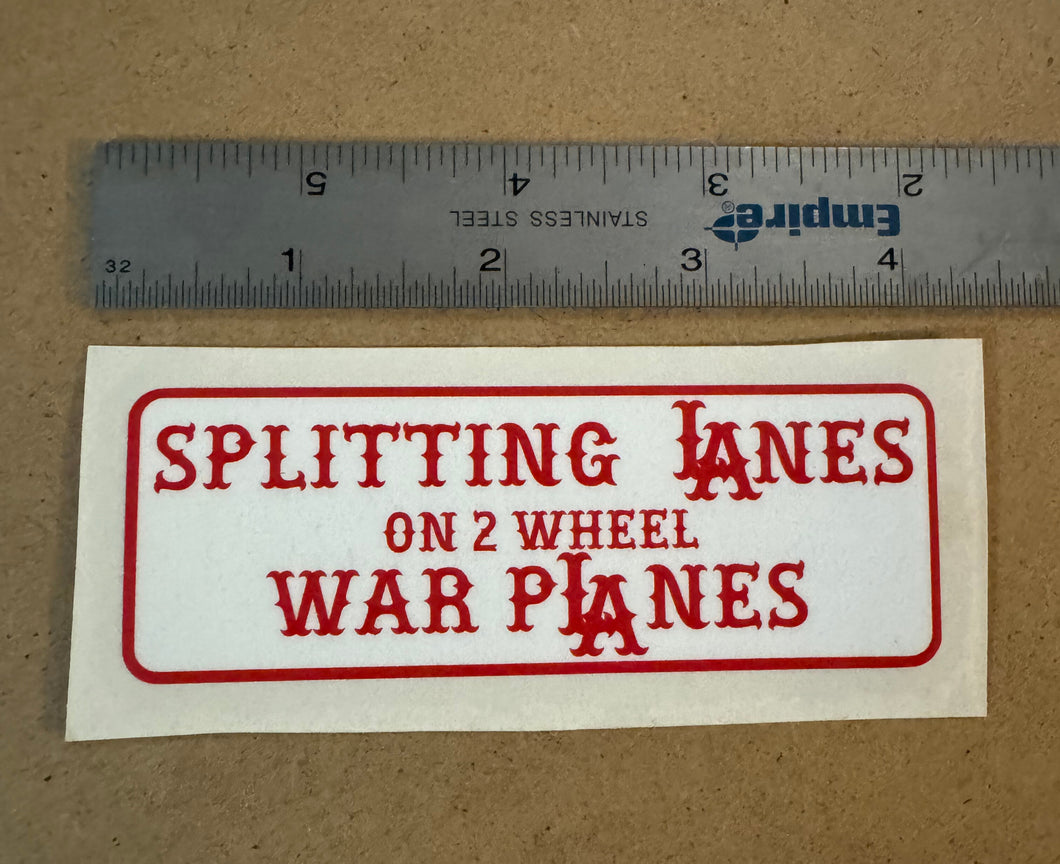 5 4 3 2
STAINLESS STEEL Empire®
32 1 2 3 4
SPLITTING LANES
ON 2 WHEEL
WAR PLANES